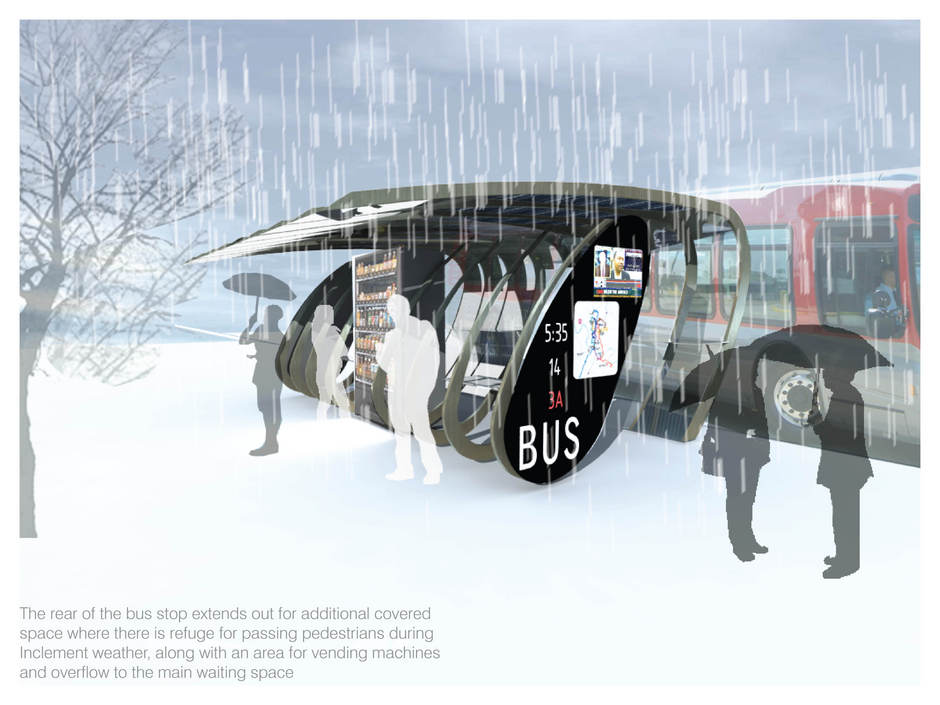 5:35
14
3A
BUS
The rear of the bus stop extends out for additional covered
space where there is refuge for passing pedestrians during
Inclement weather, along with an area for vending machines
and overflow to the main waiting space